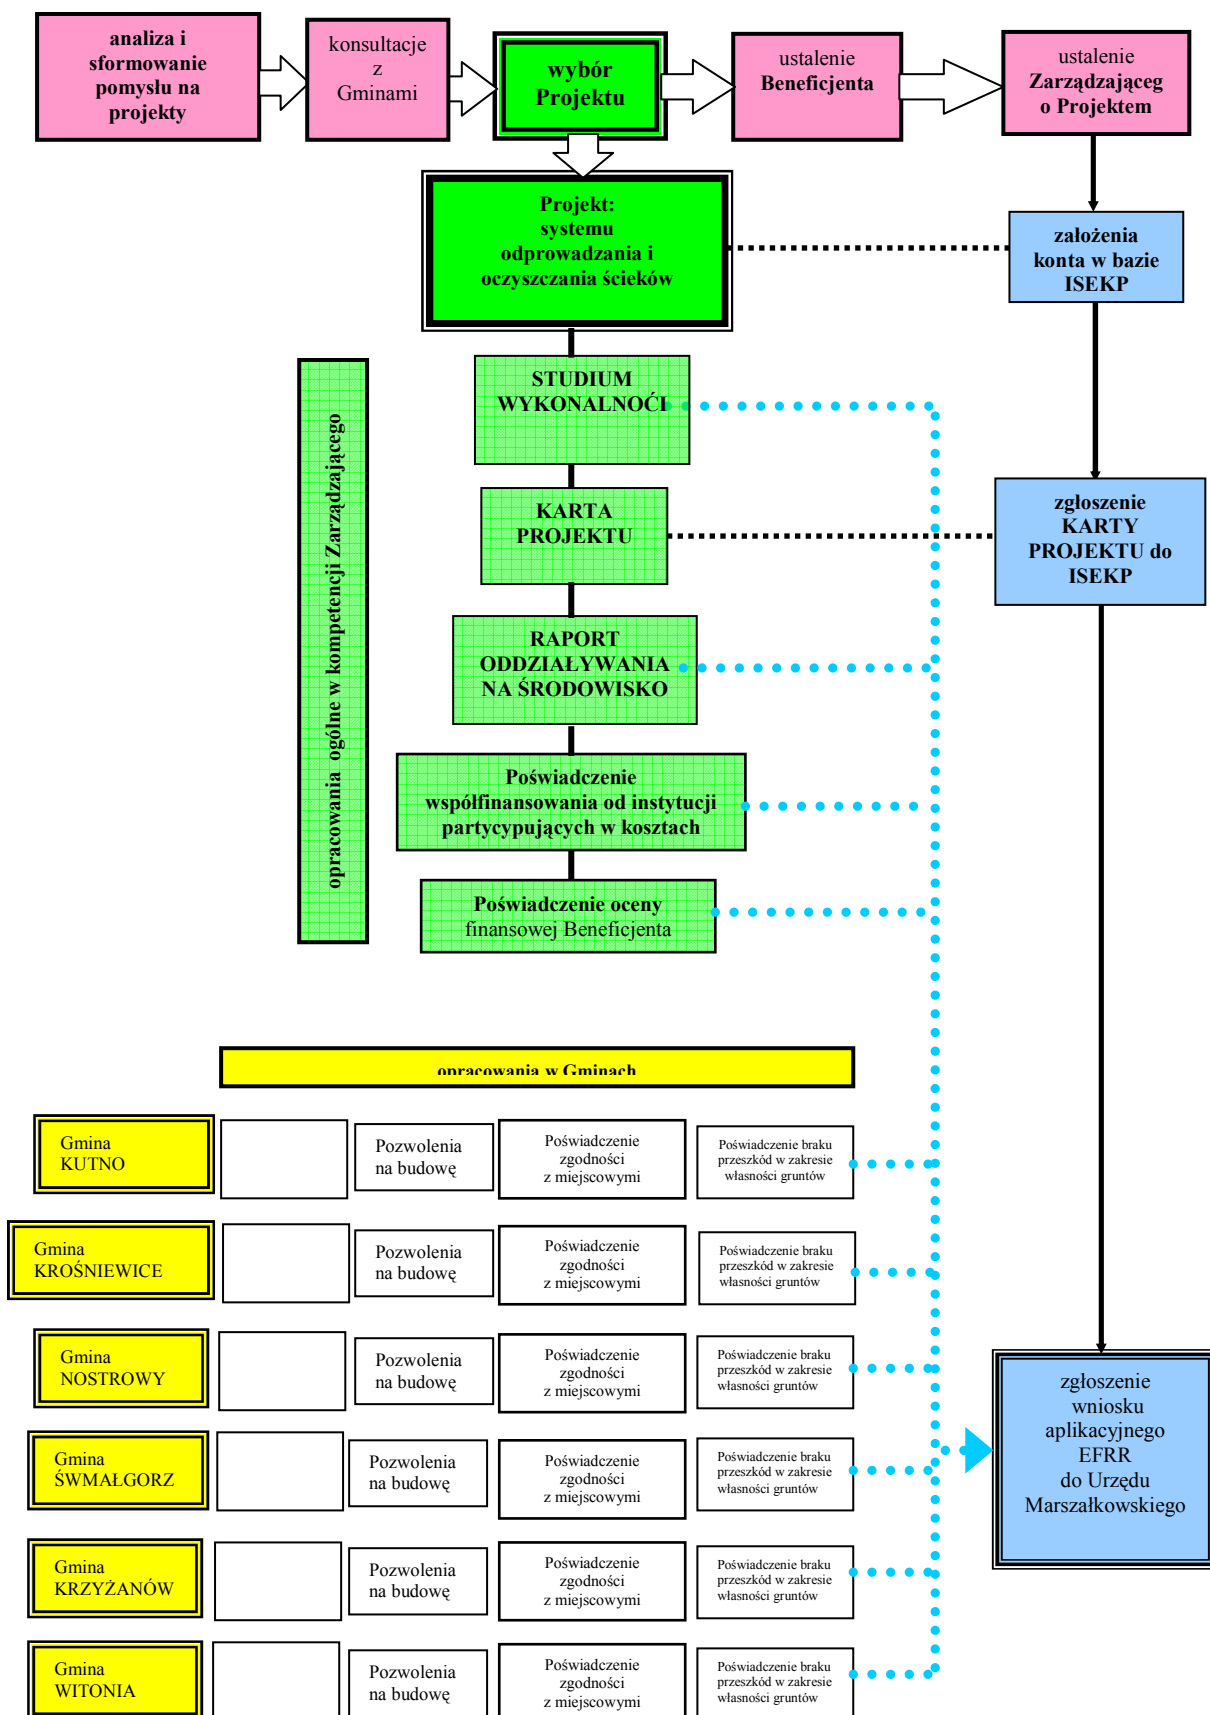 analiza i
sformowanie
pomysłu na
projekty
konsultacje
z
Gminami
wybór
Projektu
ustalenie
Beneficjenta
ustalenie
Zarządzająceg
o Projektem
Projekt:
systemu
odprowadzania i
oczyszczania ścieków
założenia
konta w bazie
ISEKP
opracowania ogólne w kompetencji Zarządzającego
STUDIUM
WYKONALNOĆI
KARTA
PROJEKTU
zgłoszenie
KARTY
PROJEKTU do
ISEKP
RAPORT
ODDZIAŁYWANIA
NA ŚRODOWISKO
Poświadczenie
współfinansowania od instytucji
partycypujących w kosztach
Poświadczenie oceny
finansowej Beneficjenta
opracowania w Gminach
Gmina
KUTNO
Pozwolenia
na budowę
Poświadczenie
zgodności
z miejscowymi
Poświadczenie braku
przeszkód w zakresie
własności gruntów
Gmina
KROŚNIEWICE
Pozwolenia
na budowę
Poświadczenie
zgodności
z miejscowymi
Poświadczenie braku
przeszkód w zakresie
własności gruntów
Gmina
NOSTROWY
Pozwolenia
na budowę
Poświadczenie
zgodności
z miejscowymi
Poświadczenie braku
przeszkód w zakresie
własności gruntów
zgłoszenie
wniosku
aplikacyjnego
EFRR
do Urzędu
Marszałkowskiego
Gmina
ŚWMAŁGORZ
Pozwolenia
na budowę
Poświadczenie
zgodności
z miejscowymi
Poświadczenie braku
przeszkód w zakresie
własności gruntów
Gmina
KRZYŻANÓW
Pozwolenia
na budowę
Poświadczenie
zgodności
z miejscowymi
Poświadczenie braku
przeszkód w zakresie
własności gruntów
Gmina
WITONIA
Pozwolenia
na budowę
Poświadczenie
zgodności
z miejscowymi
Poświadczenie braku
przeszkód w zakresie
własności gruntów